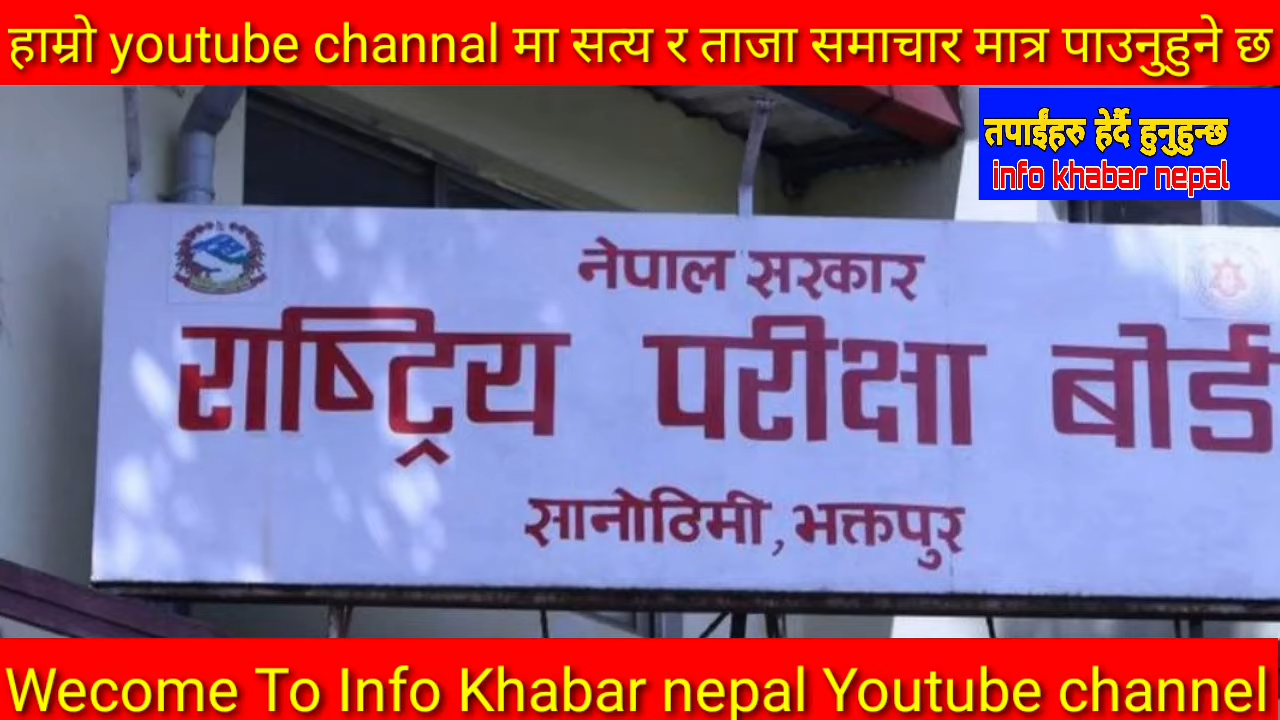 हाम्रो youtube channal मा सत्य र ताजा समाचार मात्र पाउनुहुने छ
तपाईंहरु हेर्दै हुनुहुन्छ
info khabar nepal
नेपाल सरकार
राष्ट्रिय परीक्षा बोर्ड
सानोठिमी, भक्तपुर
Wecome To Info Khabar nepal Youtube channel